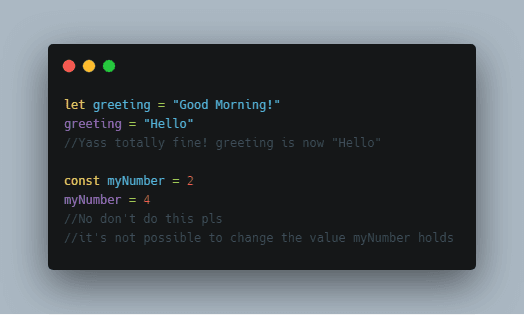 let greeting = "Good Morning!"
greeting = "Hello"
//Yass totally fine! greeting is now "Hello"
const myNumber = 2
myNumber = 4
//No don't do this pls
//it's not possible to change the value myNumber holds